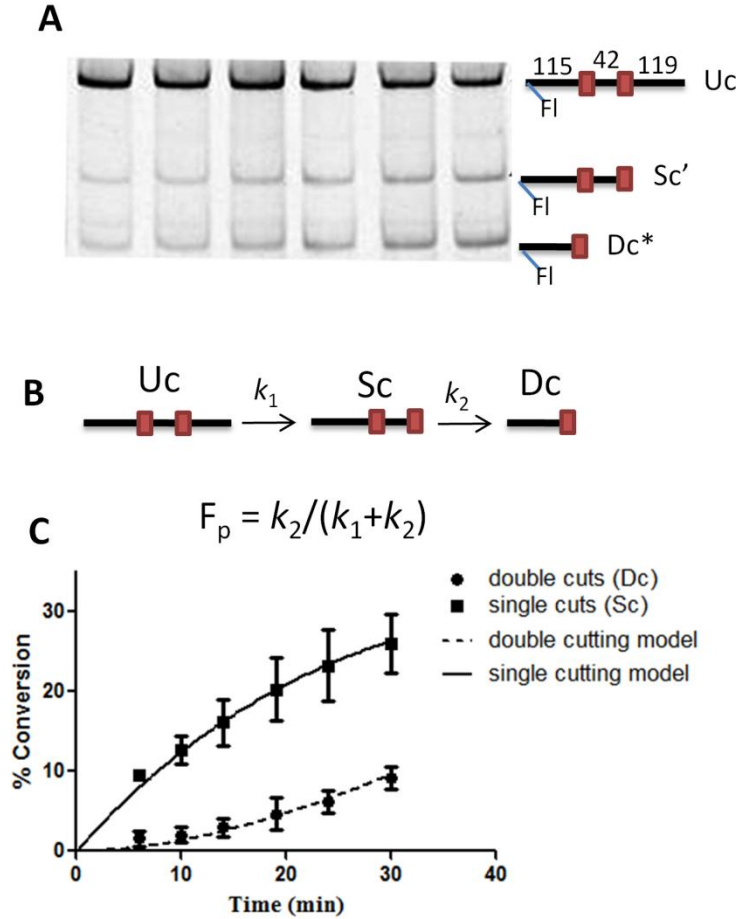 A
115 42 119
Uc
Fl
Sc'
Fl
Dc*
Fl
B
Uc
k1
Sc
k2
Dc
Fp = k2/(k1+k2)
C
double cuts (Dc)
single cuts (Sc)
double cutting model
single cutting model
% Conversion
30
20
10
0
0 10 20 30 40
Time (min)